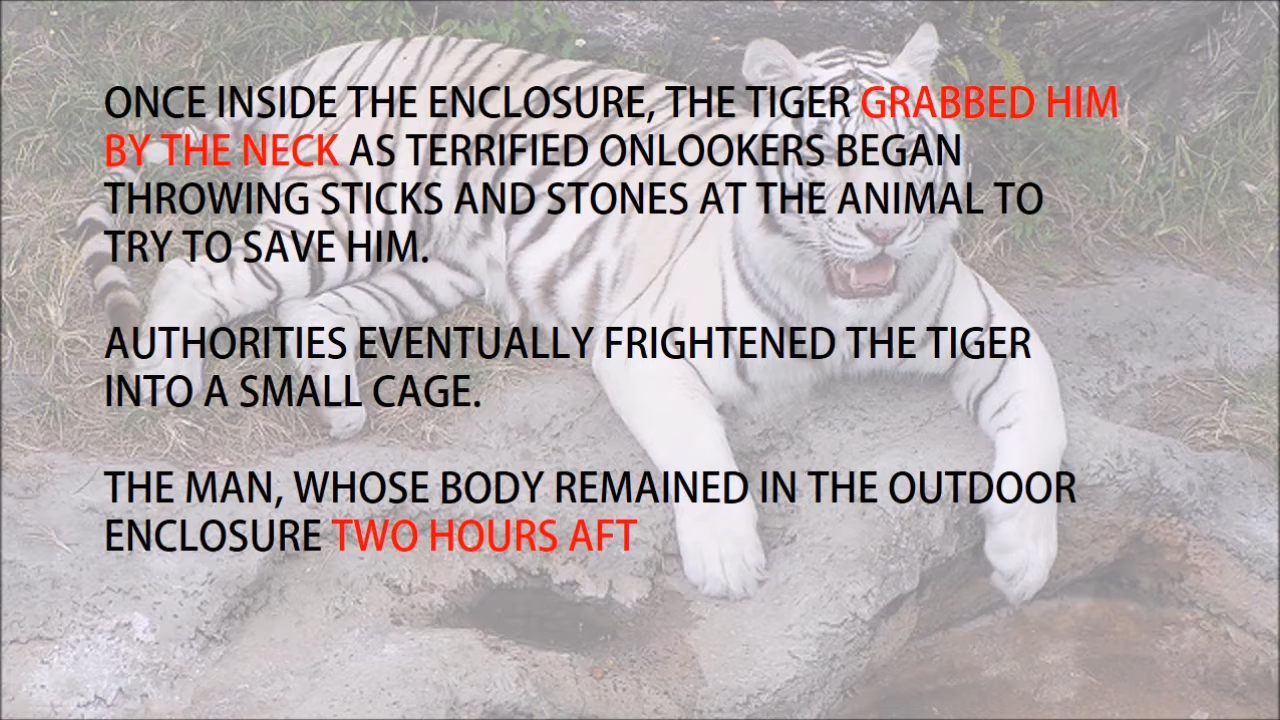 ONCE INSIDE THE ENCLOSURE, THE TIGER GRABBED HIM
BY THE NECK AS TERRIFIED ONLOOKERS BEGAN
THROWING STICKS AND STONES AT THE ANIMAL TO
TRY TO SAVE HIM.
AUTHORITIES EVENTUALLY FRIGHTENED THE TIGER
INTO A SMALL CAGE.
THE MAN, WHOSE BODY REMAINED IN THE OUTDOOR
ENCLOSURE TWO HOURS AFT